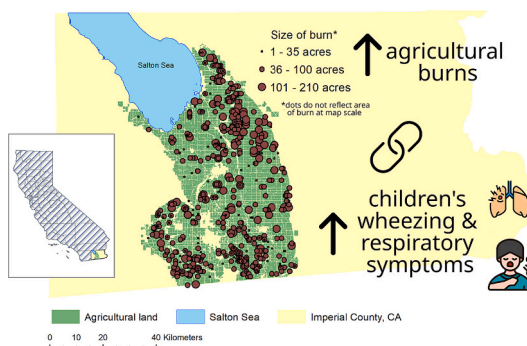 Size of burn*
1 - 35 acres
36 - 100 acres
101 - 210 acres
*dots do not reflect area
of burn at map scale
Salton Sea
agricultural
burns
children's
wheezing &
respiratory
symptoms
Agricultural land
Salton Sea
Imperial County, CA
0 10 20 40 Kilometers